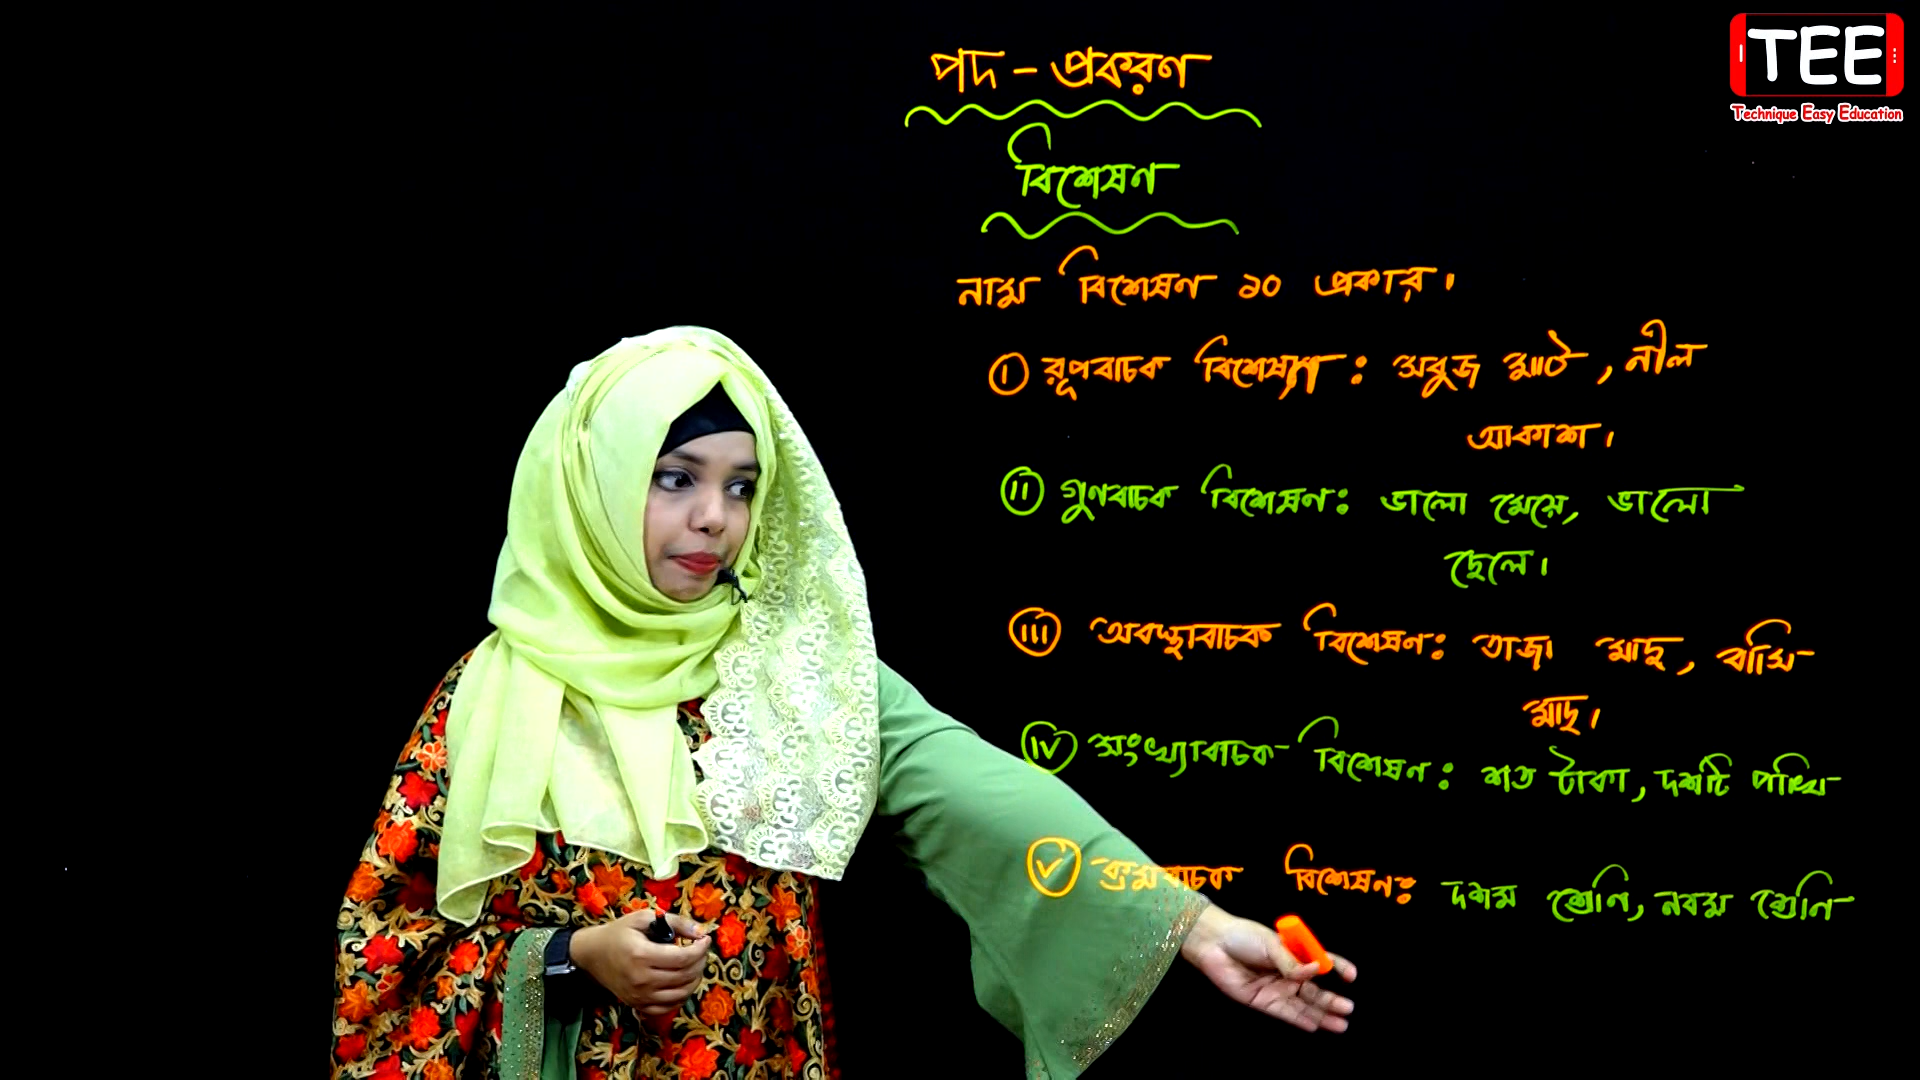 TEE
Technique Easy Education
পদ - প্রকরণ
বিশেষণ
নাম বিশেষণ ১০ প্রকার।
i রূপবাচক বিশেষণ : সবুজ মাঠ, নীল
আকাশ।
ii গুণবাচক বিশেষণ : ভালো মেয়ে, ভালো
ছেলে।
iii অবস্থাবাচক বিশেষণ : তাজা মাছ, বাসি
মাছ।
iv সংখ্যাবাচক বিশেষণ : শত টাকা, দশটি পাখি
v ক্রমবাচক বিশেষণ : দশম শ্রেণি, নবম শ্রেণি